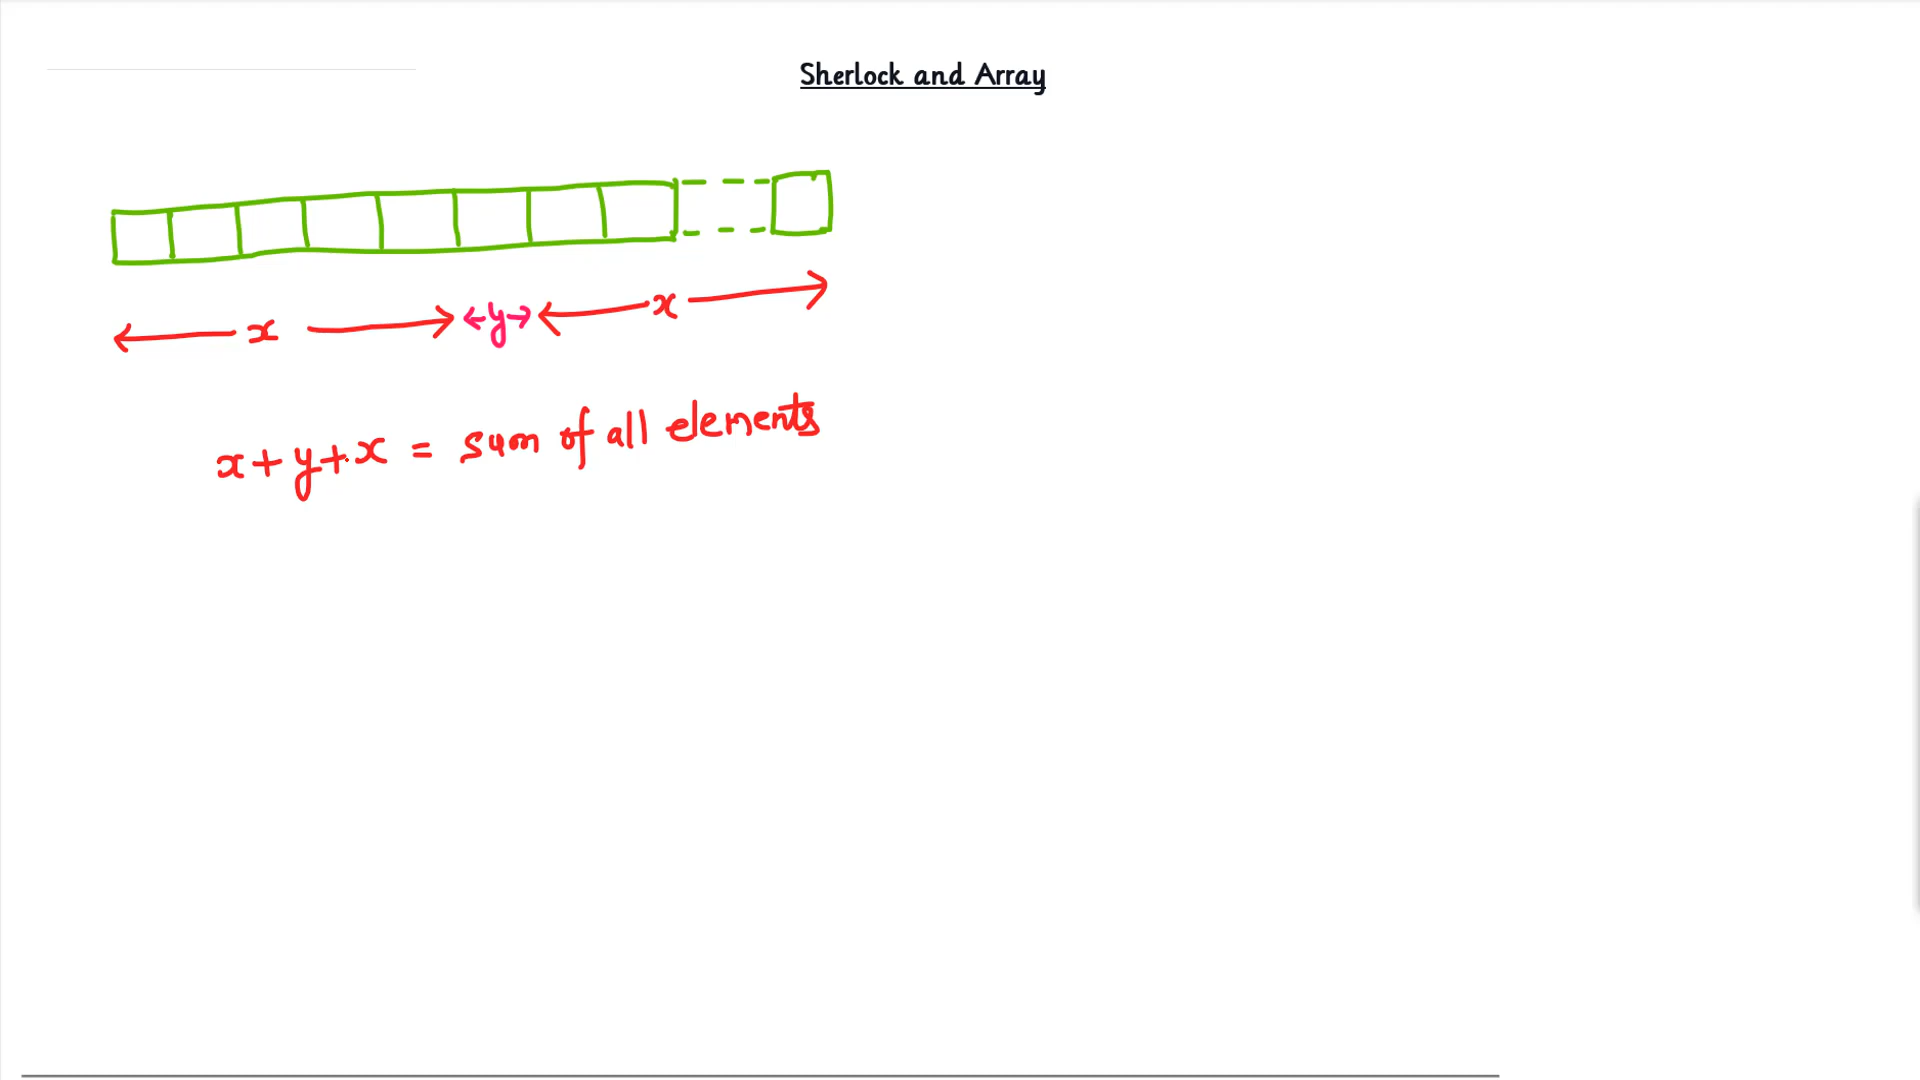 Sherlock and Array
x y x
x+y+x = sum of all elements